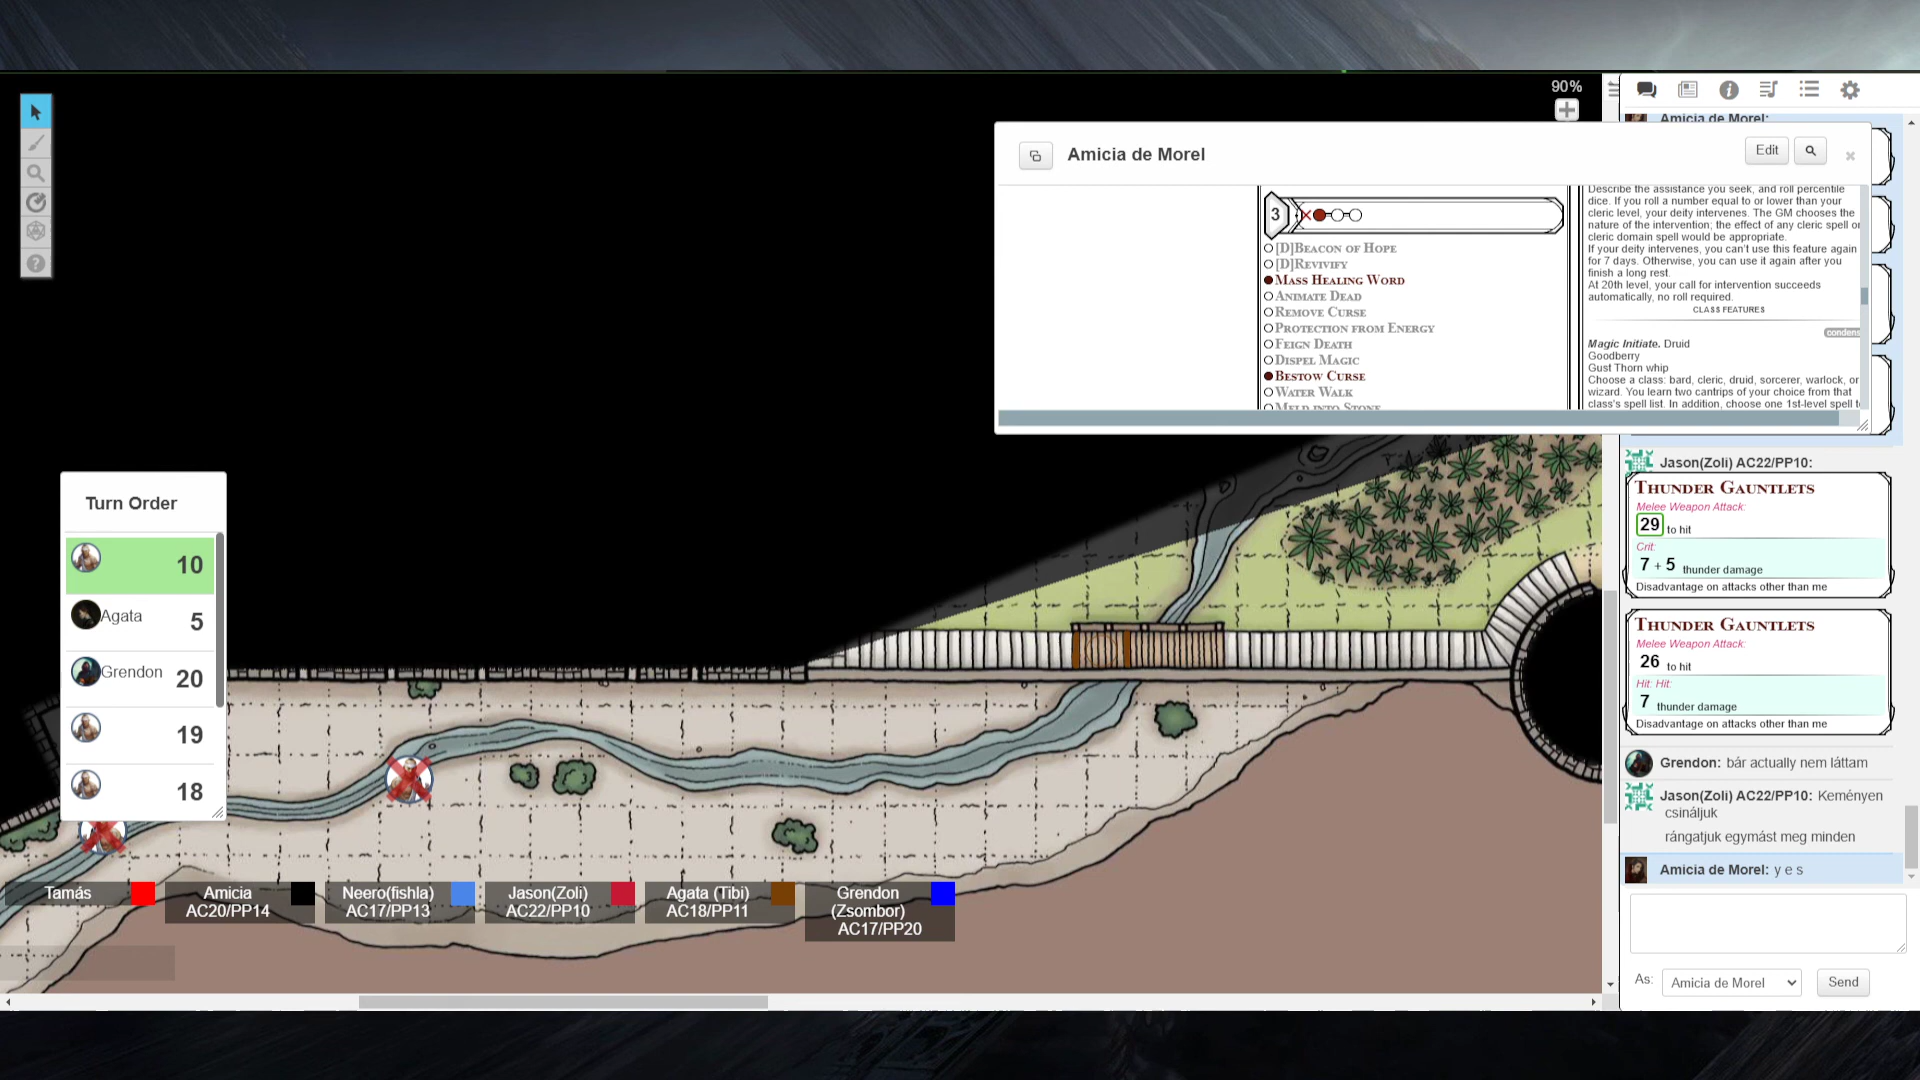 90%
Amicia de Morel:
Amicia de Morel
Edit
3
[D]Beacon of Hope
[D]Revivify
Mass Healing Word
Animate Dead
Remove Curse
Protection from Energy
Feign Death
Dispel Magic
Bestow Curse
Water Walk
Meld into Stone
Describe the assistance you seek, and roll percentile
dice. If you roll a number equal to or lower than your
cleric level, your deity intervenes. The GM chooses the
nature of the intervention; the effect of any cleric spell or
cleric domain spell would be appropriate.
If your deity intervenes, you can't use this feature again
for 7 days. Otherwise, you can use it again after you
finish a long rest.
At 20th level, your call for intervention succeeds
automatically, no roll required.
CLASS FEATURES
condens
Magic Initiate. Druid
Goodberry
Gust Thorn whip
Choose a class: bard, cleric, druid, sorcerer, warlock, or
wizard. You learn two cantrips of your choice from that
class's spell list. In addition, choose one 1st-level spell t
Turn Order
10
Agata 5
Grendon 20
19
18
Tamás
Amicia
AC20/PP14
Neero(fishla)
AC17/PP13
Jason(Zoli)
AC22/PP10
Agata (Tibi)
AC18/PP11
Grendon
(Zsombor)
AC17/PP20
Jason(Zoli) AC22/PP10:
Thunder Gauntlets
Melee Weapon Attack:
29 to hit
Crit:
7 + 5 thunder damage
Disadvantage on attacks other than me
Thunder Gauntlets
Melee Weapon Attack:
26 to hit
Hit: Hit:
7 thunder damage
Disadvantage on attacks other than me
Grendon: bár actually nem láttam
Jason(Zoli) AC22/PP10: Keményen
csináljuk
rángatjuk egymást meg minden
Amicia de Morel: y e s
As: Amicia de Morel Send